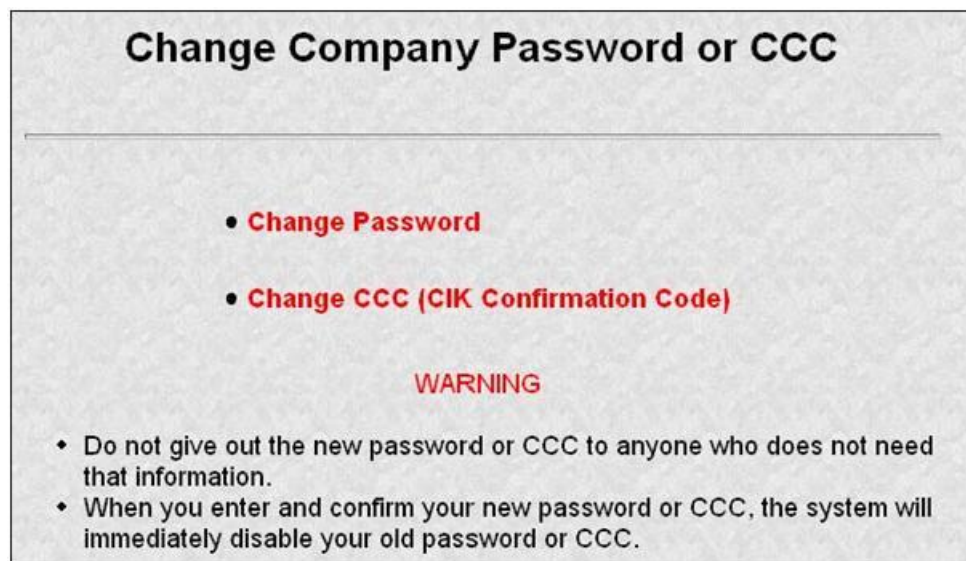 Change Company Password or CCC
• Change Password
• Change CCC (CIK Confirmation Code)
WARNING
◆ Do not give out the new password or CCC to anyone who does not need
that information.
◆ When you enter and confirm your new password or CCC, the system will
immediately disable your old password or CCC.